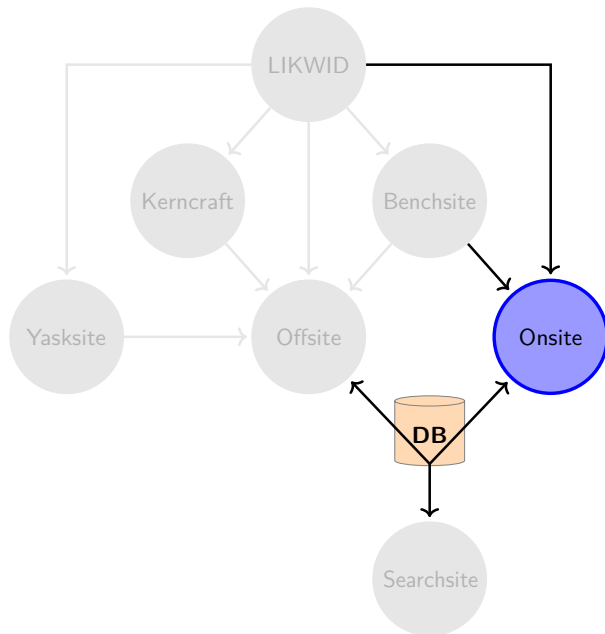 LIKWID
Kerncraft
Benchsite
Yasksite
Offsite
Onsite
DB
Searchsite